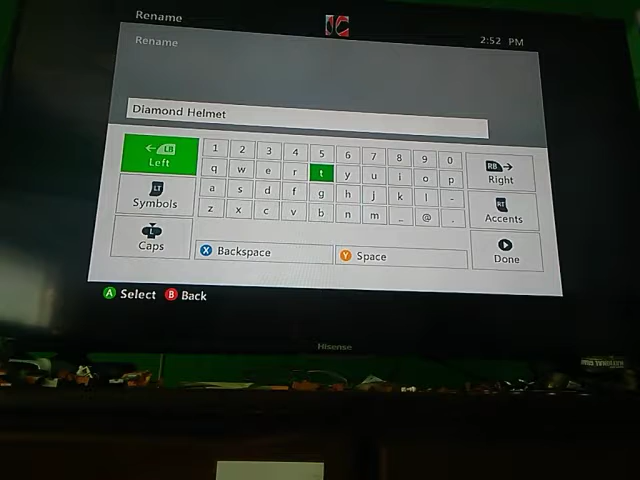 Rename
2:52 PM
Rename
Diamond Helmet
LB
Left
1 2 3 4 5 6 7 8 9 0
RB
Right
q w e r t y u i o p
LT
Symbols
a s d f g h j k l -
RT
Accents
z x c v b n m _ @ .
L
Caps
X Backspace
Y Space
Done
A Select B Back
Hisense